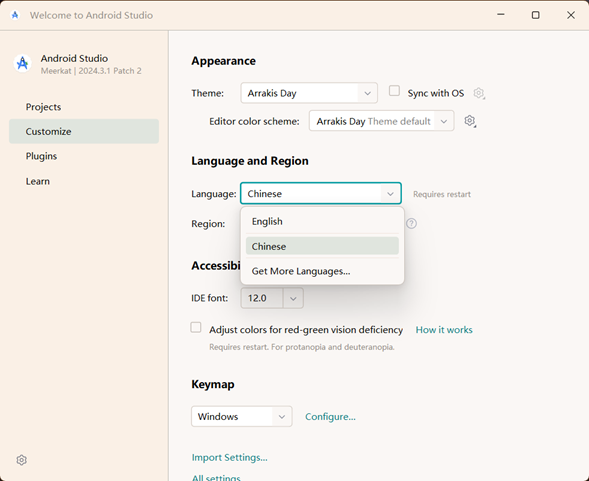 Welcome to Android Studio
Android Studio
Meerkat | 2024.3.1 Patch 2
Projects
Customize
Plugins
Learn
Appearance
Theme: Arrakis Day Sync with OS
Editor color scheme: Arrakis Day Theme default
Language and Region
Language: Chinese Requires restart
English
Region: ?
Chinese
Get More Languages...
Accessibi
IDE font: 12.0
Adjust colors for red-green vision deficiency How it works
Requires restart. For protanopia and deuteranopia.
Keymap
Windows Configure...
Import Settings...
All settings